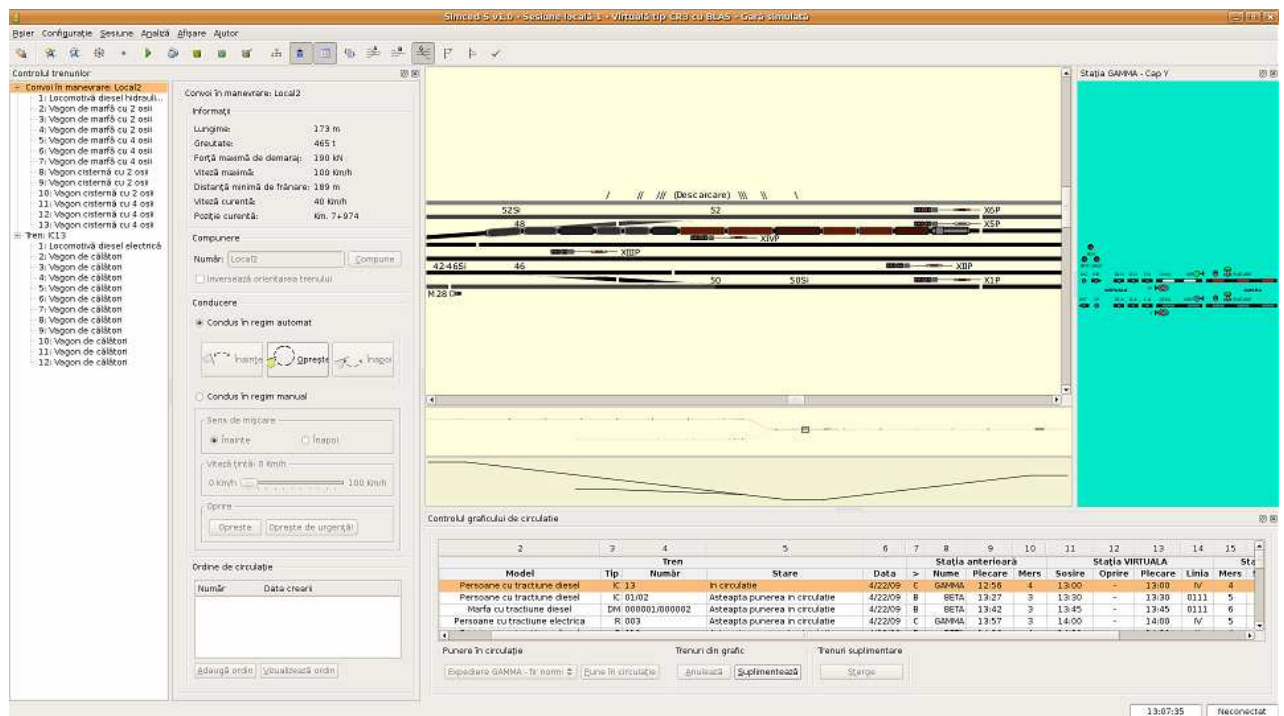 Simced S v1.0 - Sesiune locală 1 - Virtuală tip CR3 cu BLAS - Gara simulata
Fișier Configurație Sesiune Analiză Afișare Ajutor
Controlul trenurilor
Convoi în manevrare: Local2
1: Locomotivă diesel hidrauli...
2: Vagon de marfă cu 2 osii
3: Vagon de marfă cu 2 osii
4: Vagon de marfă cu 2 osii
5: Vagon de marfă cu 4 osii
6: Vagon de marfă cu 4 osii
7: Vagon de marfă cu 4 osii
8: Vagon cisternă cu 2 osii
9: Vagon cisternă cu 2 osii
10: Vagon cisternă cu 2 osii
11: Vagon cisternă cu 4 osii
12: Vagon cisternă cu 4 osii
13: Vagon cisternă cu 4 osii
Tren: IC13
1: Locomotivă diesel electrică
2: Vagon de călători
3: Vagon de călători
4: Vagon de călători
5: Vagon de călători
6: Vagon de călători
7: Vagon de călători
8: Vagon de călători
9: Vagon de călători
10: Vagon de călători
11: Vagon de călători
12: Vagon de călători
Convoi în manevrare: Local2
Informații
Lungime: 173 m
Greutate: 465 t
Forță maximă de demaraj: 190 kN
Viteză maximă: 100 Km/h
Distanță minimă de frânare: 189 m
Viteză curentă: 40 Km/h
Poziție curentă: Km. 7+974
Compunere
Număr: Local2 Compune
Inversează orientarea trenului
Conducere
Condus în regim automat
Înainte Oprește Înapoi
Condus în regim manual
Sens de mișcare
Înainte Înapoi
Viteză țintă: 0 Km/h
0 Km/h 100 Km/h
Oprire
Oprește Oprește de urgență!
Ordine de circulație
Număr Data creării
Adaugă ordin Vizualizează ordin
/ // /// (Descarcare) \\\ \\ \
52Si 52 X6P
48 X5P
XIVP
XIIIP
42-46Si 46 XIIP
50 50Si X1P
M28
Stația GAMMA - Cap Y
Controlul graficului de circulatie
2 3 4 5 6 7 8 9 10 11 12 13 14 15
Tren Stația anterioară Stația VIRTUALA Sta
Model Tip Număr Stare Data > Nume Plecare Mers Sosire Oprire Plecare Linia Mers
Persoane cu tractiune diesel IC 13 In circulatie 4/22/09 C GAMMA 12:56 4 13:00 - 13:00 IV 4
Persoane cu tractiune diesel IC 01/02 Asteapta punerea in circulatie 4/22/09 B BETA 13:27 3 13:30 - 13:30 0111 5
Marfa cu tractiune diesel DM 000001/000002 Asteapta punerea in circulatie 4/22/09 B BETA 13:42 3 13:45 - 13:45 0111 6
Persoane cu tractiune electrica R 003 Asteapta punerea in circulatie 4/22/09 C GAMMA 13:57 3 14:00 - 14:00 IV 5
Punere în circulație Trenuri din grafic Trenuri suplimentare
Expediere GAMMA - fir normal Pune în circulație Anulează Suplimentează Șterge
13:07:35 Neconectat